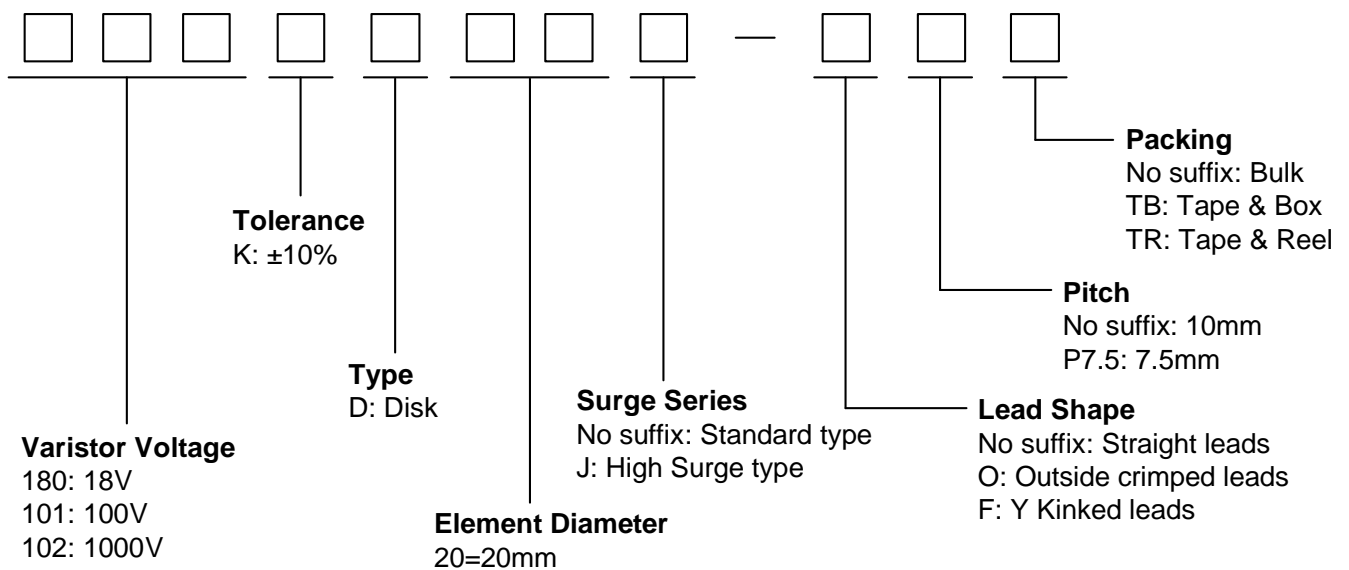 —
Packing
No suffix: Bulk
TB: Tape & Box
TR: Tape & Reel
Tolerance
K: ±10%
Pitch
No suffix: 10mm
P7.5: 7.5mm
Type
D: Disk
Surge Series
No suffix: Standard type
J: High Surge type
Lead Shape
No suffix: Straight leads
O: Outside crimped leads
F: Y Kinked leads
Varistor Voltage
180: 18V
101: 100V
102: 1000V
Element Diameter
20=20mm